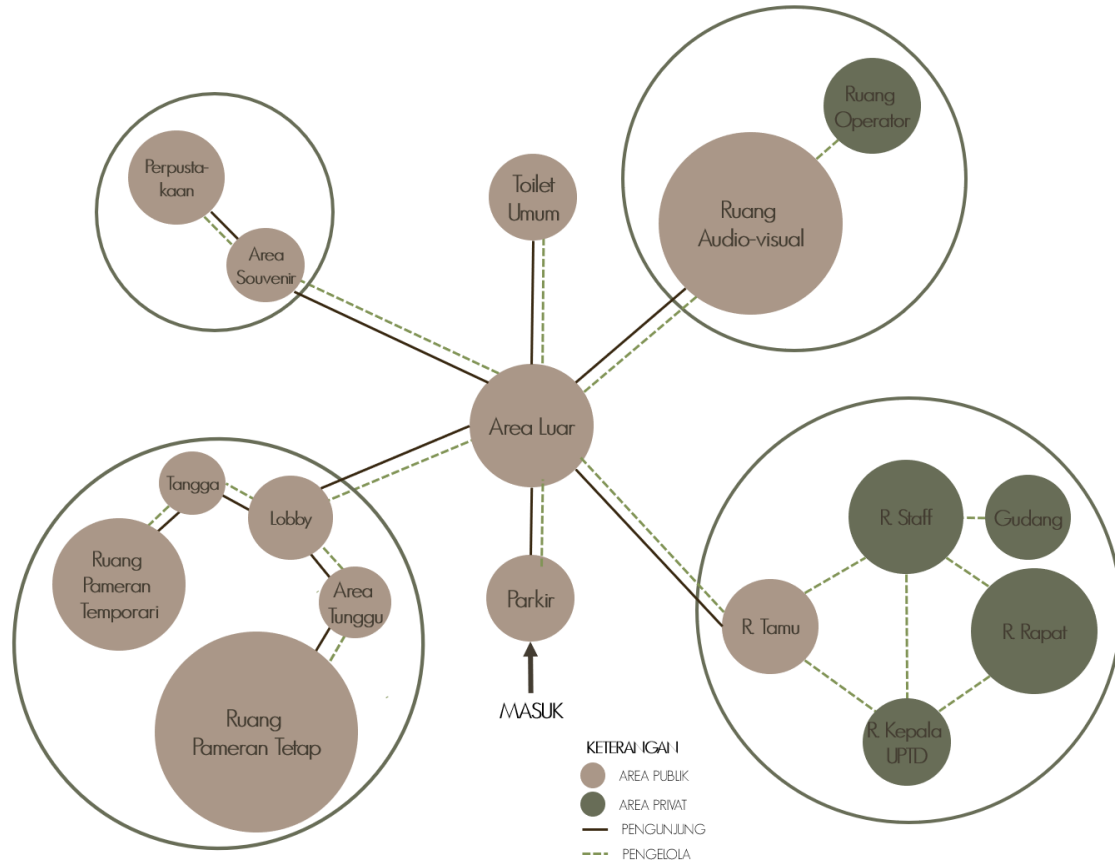 Ruang
Operator
Perpusta-
kaan
Toilet
Umum
Ruang
Audio-visual
Area
Souvenir
Area Luar
Tangga
Lobby
Ruang
Pameran
Temporari
Area
Tunggu
Parkir
R. Staff
Gudang
R. Tamu
R. Rapat
Ruang
Pameran Tetap
MASUK
R. Kepala
UPTD
KETERANGAN
AREA PUBLIK
AREA PRIVAT
PENGUNJUNG
PENGELOLA